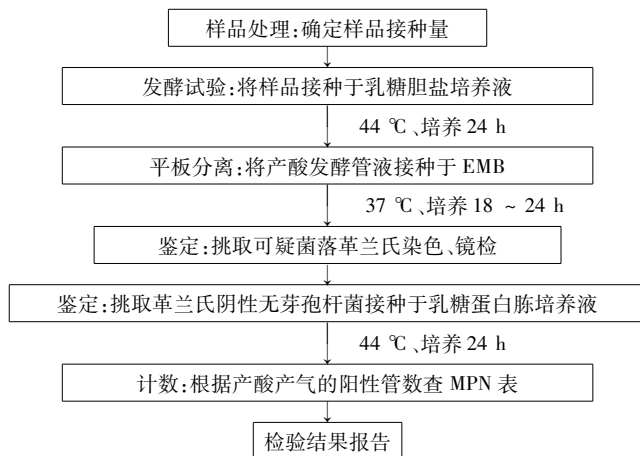 样品处理:确定样品接种量
发酵试验:将样品接种于乳糖胆盐培养液
44 ℃、培养 24 h
平板分离:将产酸发酵管液接种于 EMB
37 ℃、培养 18 ~ 24 h
鉴定:挑取可疑菌落革兰氏染色、镜检
鉴定:挑取革兰氏阴性无芽孢杆菌接种于乳糖蛋白胨培养液
44 ℃、培养 24 h
计数:根据产酸产气的阳性管数查 MPN 表
检验结果报告